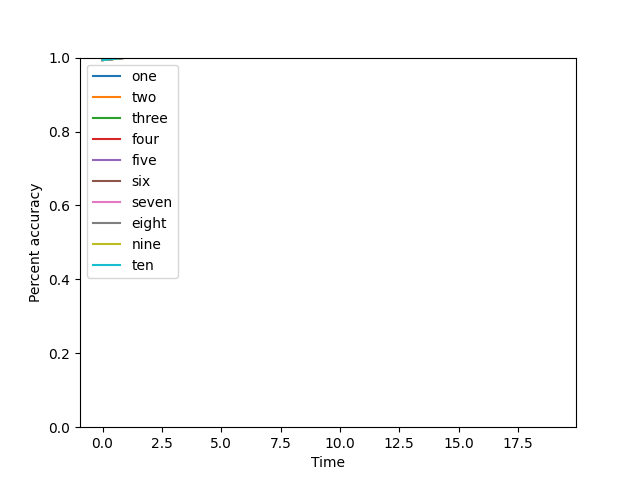 1.0
0.8
0.6
0.4
0.2
0.0
Percent accuracy
one
two
three
four
five
six
seven
eight
nine
ten
0.0 2.5 5.0 7.5 10.0 12.5 15.0 17.5
Time